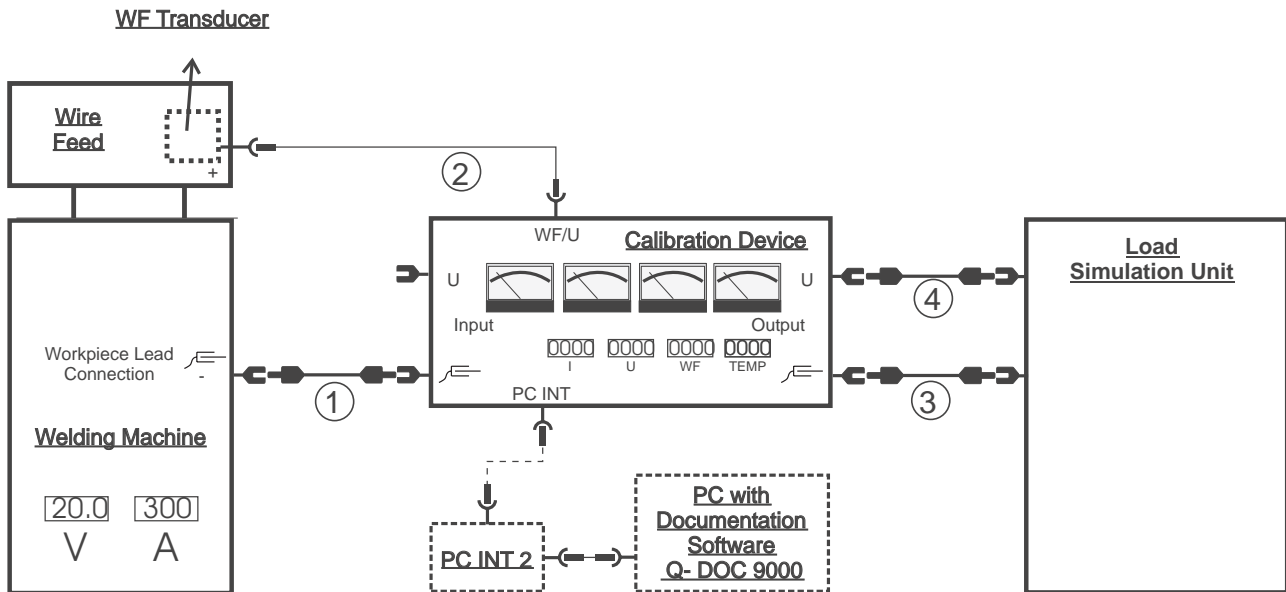 WF Transducer
Wire
Feed
+
2
WF/U
Calibration Device
U
U
Input
Output
0000
0000
0000
0000
I
U
WF
TEMP
PC INT
Load
Simulation Unit
4
3
Workpiece Lead
Connection
-
1
Welding Machine
20.0
300
V
A
PC INT 2
PC with
Documentation
Software
Q- DOC 9000